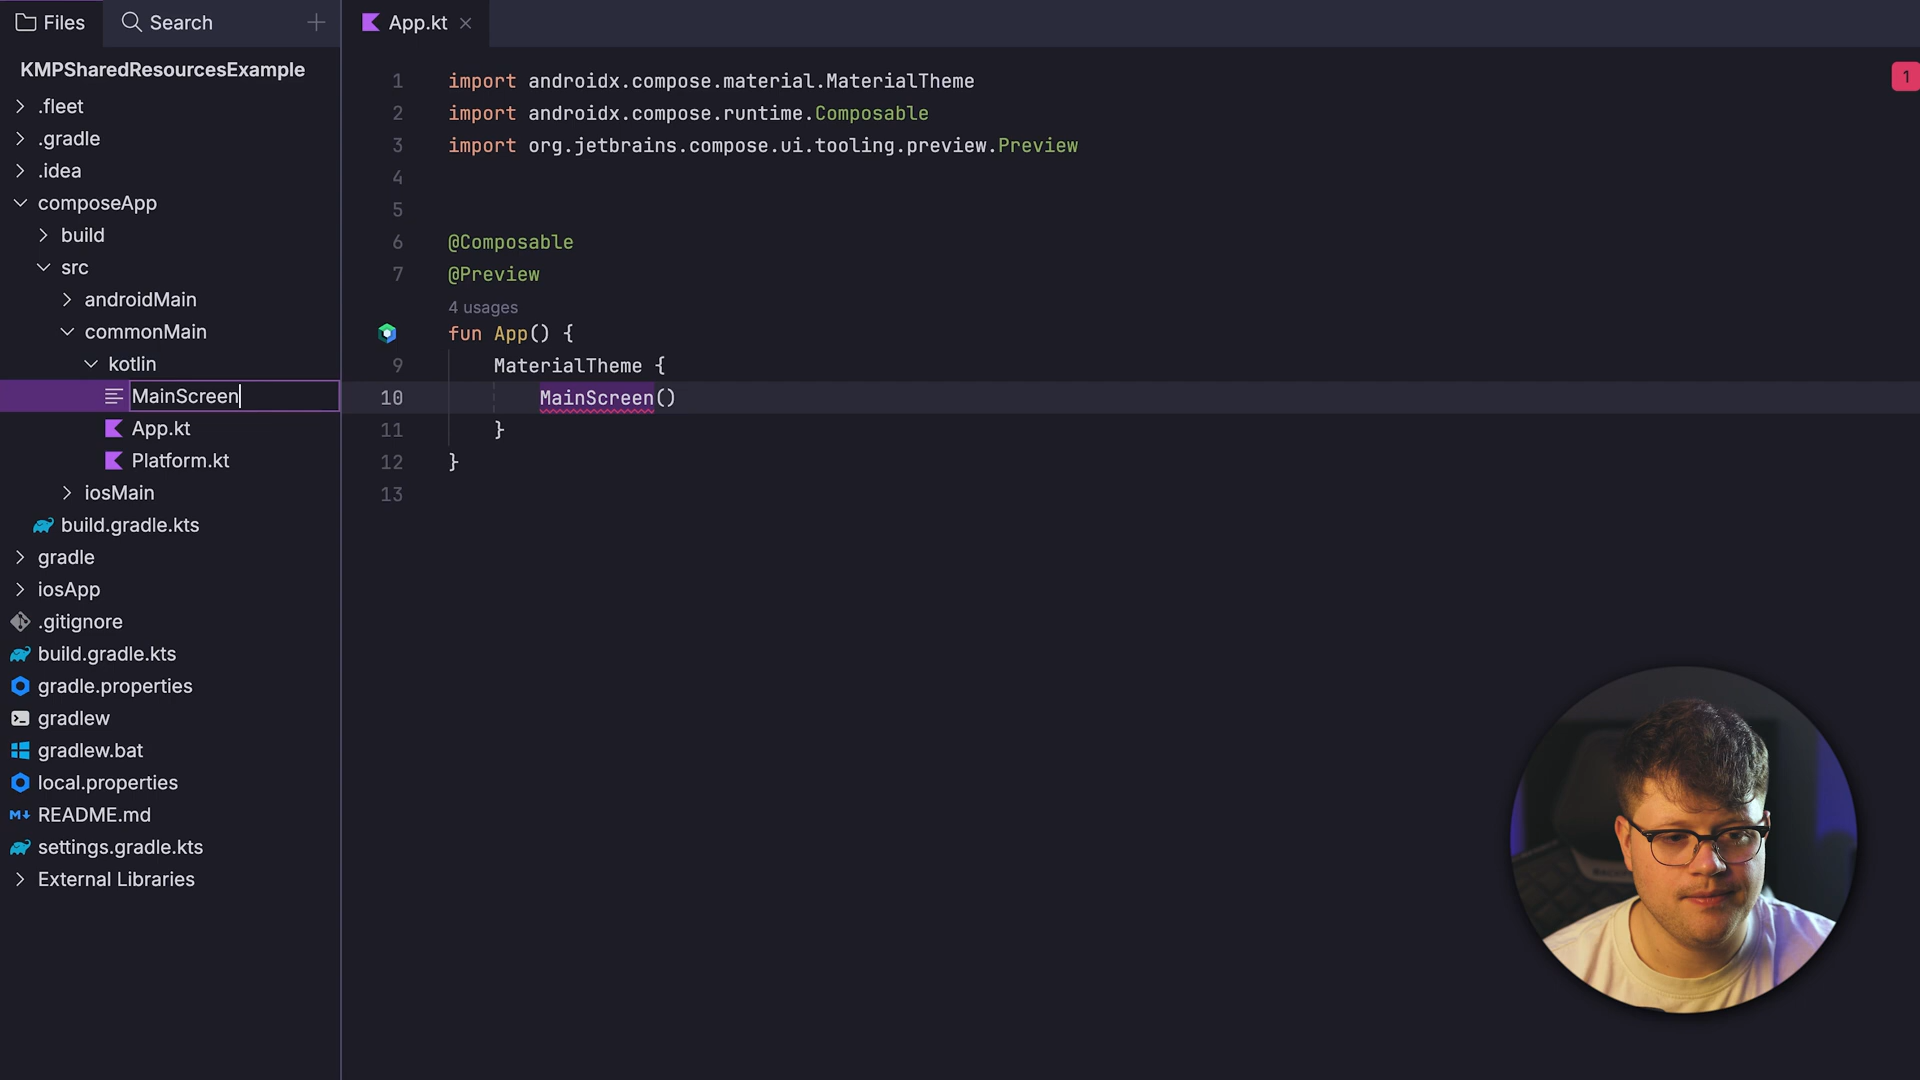 Files
Search
App.kt
KMPSharedResourcesExample
.fleet
.gradle
.idea
composeApp
build
src
androidMain
commonMain
kotlin
MainScreen
App.kt
Platform.kt
iosMain
build.gradle.kts
gradle
iosApp
.gitignore
build.gradle.kts
gradle.properties
gradlew
gradlew.bat
local.properties
M↓ README.md
settings.gradle.kts
External Libraries
1 import androidx.compose.material.MaterialTheme
2 import androidx.compose.runtime.Composable
3 import org.jetbrains.compose.ui.tooling.preview.Preview
4
5
6 @Composable
7 @Preview
4 usages
fun App() {
9 MaterialTheme {
10 MainScreen()
11 }
12 }
13
1